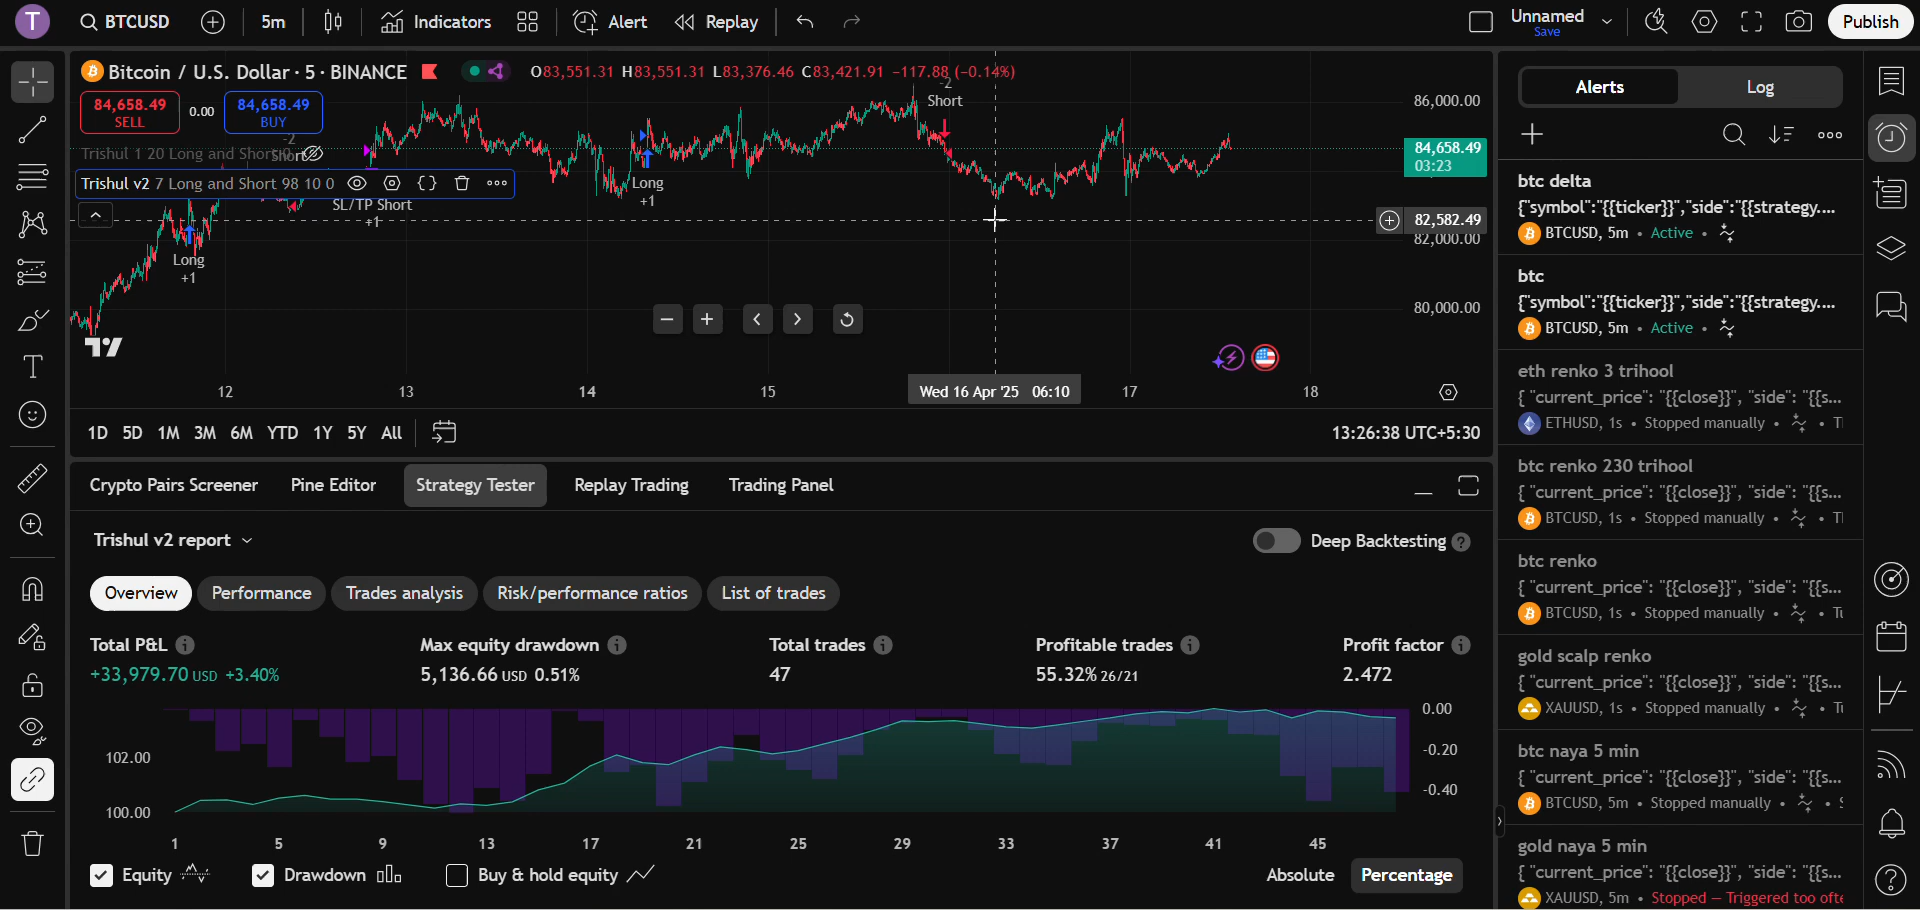 T
BTCUSD
5m
Indicators
Alert
Replay
Unnamed
Save
Publish
Bitcoin / U.S. Dollar · 5 · BINANCE
O83,551.31 H83,551.31 L83,376.46 C83,421.91 −117.88 (−0.14%)
84,658.49
SELL
0.00
84,658.49
BUY
-2
Short
Trishul 1 20 Long and Short 0
Trishul v2 7 Long and Short 98 10 0
SL/TP Short
+1
Long
+1
Long
+1
-2
Short
86,000.00
84,658.49
03:23
82,582.49
82,000.00
80,000.00
12
13
14
15
Wed 16 Apr '25 06:10
17
18
1D 5D 1M 3M 6M YTD 1Y 5Y All
13:26:38 UTC+5:30
Crypto Pairs Screener
Pine Editor
Strategy Tester
Replay Trading
Trading Panel
Trishul v2 report
Deep Backtesting
Overview
Performance
Trades analysis
Risk/performance ratios
List of trades
Total P&L
+33,979.70 USD +3.40%
Max equity drawdown
5,136.66 USD 0.51%
Total trades
47
Profitable trades
55.32% 26/21
Profit factor
2.472
102.00
100.00
0.00
-0.20
-0.40
1 5 9 13 17 21 25 29 33 37 41 45
Equity
Drawdown
Buy & hold equity
Absolute
Percentage
Alerts
Log
btc delta
{"symbol":"{{ticker}}","side":"{{strategy....
BTCUSD, 5m • Active •
btc
{"symbol":"{{ticker}}","side":"{{strategy....
BTCUSD, 5m • Active •
eth renko 3 trihool
{ "current_price": "{{close}}", "side": "{{s...
ETHUSD, 1s • Stopped manually •
btc renko 230 trihool
{ "current_price": "{{close}}", "side": "{{s...
BTCUSD, 1s • Stopped manually •
btc renko
{ "current_price": "{{close}}", "side": "{{s...
BTCUSD, 1s • Stopped manually •
gold scalp renko
{ "current_price": "{{close}}", "side": "{{s...
XAUUSD, 1s • Stopped manually •
btc naya 5 min
{ "current_price": "{{close}}", "side": "{{s...
BTCUSD, 5m • Stopped manually •
gold naya 5 min
{ "current_price": "{{close}}", "side": "{{s...
XAUUSD, 5m • Stopped — Triggered too ofte